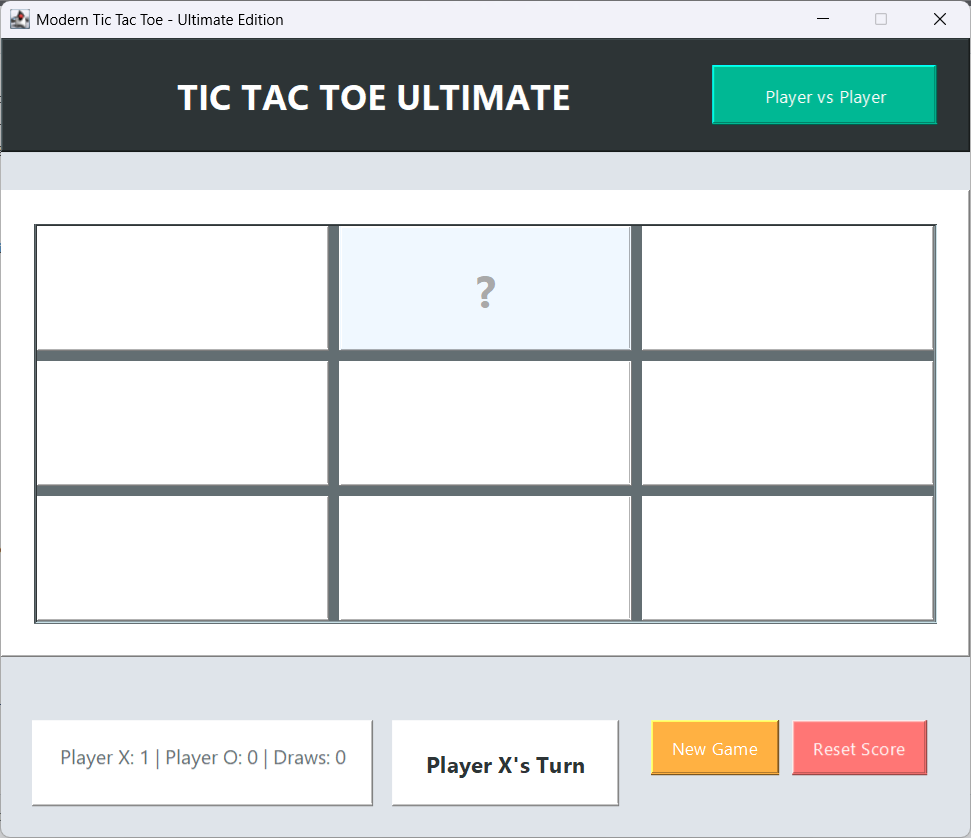 Modern Tic Tac Toe - Ultimate Edition
TIC TAC TOE ULTIMATE
Player vs Player
?
Player X: 1 | Player O: 0 | Draws: 0
Player X's Turn
New Game
Reset Score